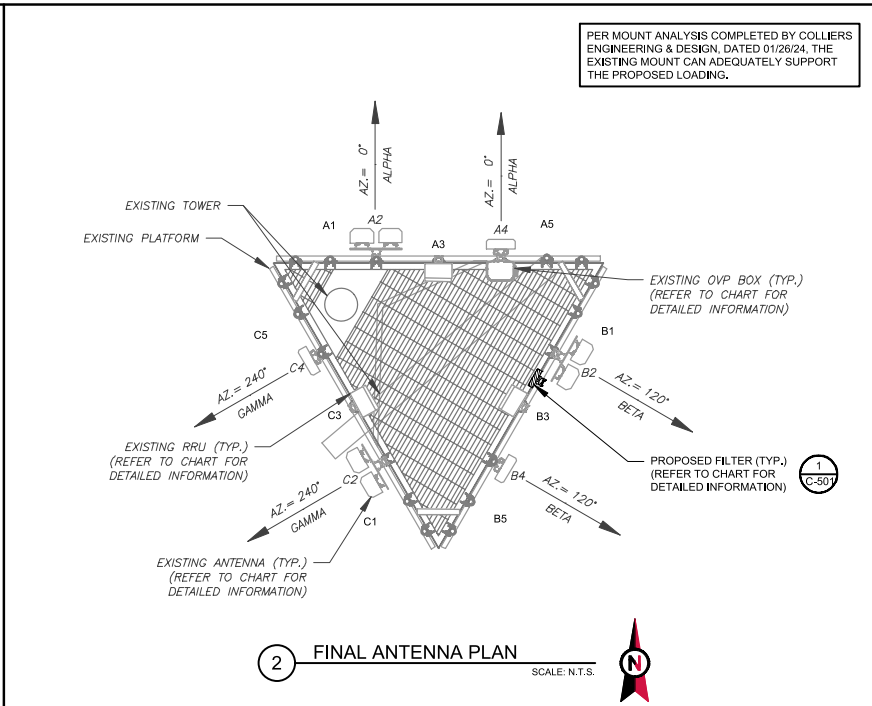 PER MOUNT ANALYSIS COMPLETED BY COLLIERS
ENGINEERING & DESIGN, DATED 01/26/24, THE
EXISTING MOUNT CAN ADEQUATELY SUPPORT
THE PROPOSED LOADING.
AZ.= 0°
ALPHA
AZ.= 0°
ALPHA
EXISTING TOWER
EXISTING PLATFORM
A1
A2
A3
A4
A5
EXISTING OVP BOX (TYP.)
(REFER TO CHART FOR
DETAILED INFORMATION)
C5
C4
AZ.= 240°
GAMMA
B1
B2
AZ.= 120°
BETA
C3
B3
EXISTING RRU (TYP.)
(REFER TO CHART FOR
DETAILED INFORMATION)
PROPOSED FILTER (TYP.)
(REFER TO CHART FOR
DETAILED INFORMATION)
1
C-501
C2
AZ.= 240°
GAMMA
C1
B4
AZ.= 120°
BETA
B5
EXISTING ANTENNA (TYP.)
(REFER TO CHART FOR
DETAILED INFORMATION)
2
FINAL ANTENNA PLAN
SCALE: N.T.S.
N